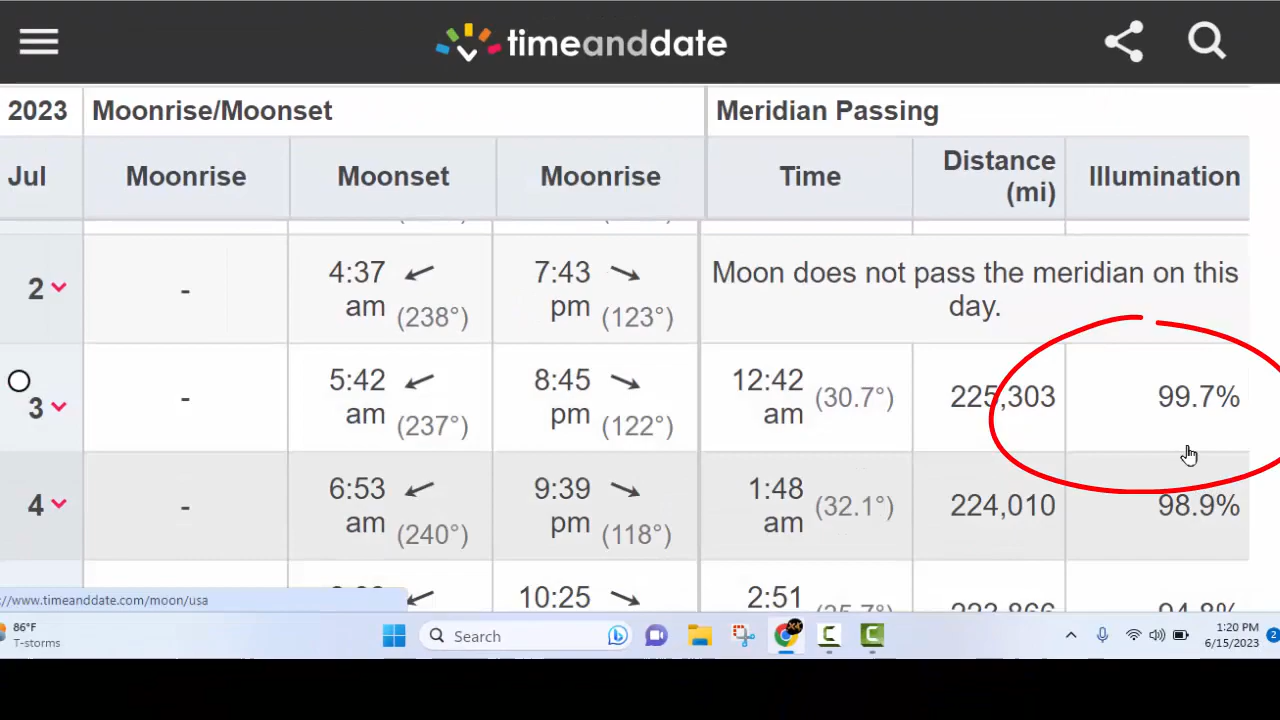 timeanddate
2023 Moonrise/Moonset Meridian Passing
Jul Moonrise Moonset Moonrise Time Distance (mi) Illumination
2 - 4:37 am (238°) 7:43 pm (123°) Moon does not pass the meridian on this day.
3 - 5:42 am (237°) 8:45 pm (122°) 12:42 am (30.7°) 225,303 99.7%
4 - 6:53 am (240°) 9:39 pm (118°) 1:48 am (32.1°) 224,010 98.9%
10:25 2:51
://www.timeanddate.com/moon/usa
86°F
T-storms
Search
1:20 PM
6/15/2023
2